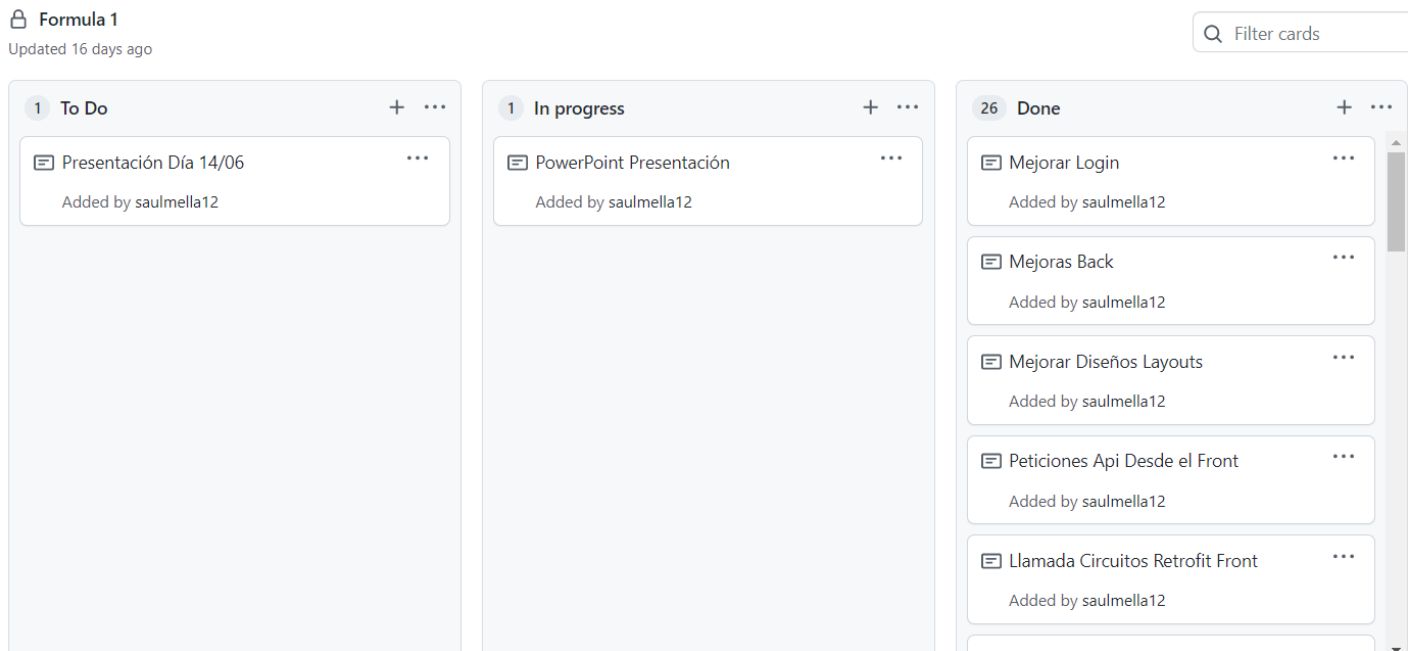 Formula 1
Updated 16 days ago
Filter cards
1 To Do
Presentación Día 14/06
Added by saulmella12
1 In progress
PowerPoint Presentación
Added by saulmella12
26 Done
Mejorar Login
Added by saulmella12
Mejoras Back
Added by saulmella12
Mejorar Diseños Layouts
Added by saulmella12
Peticiones Api Desde el Front
Added by saulmella12
Llamada Circuitos Retrofit Front
Added by saulmella12